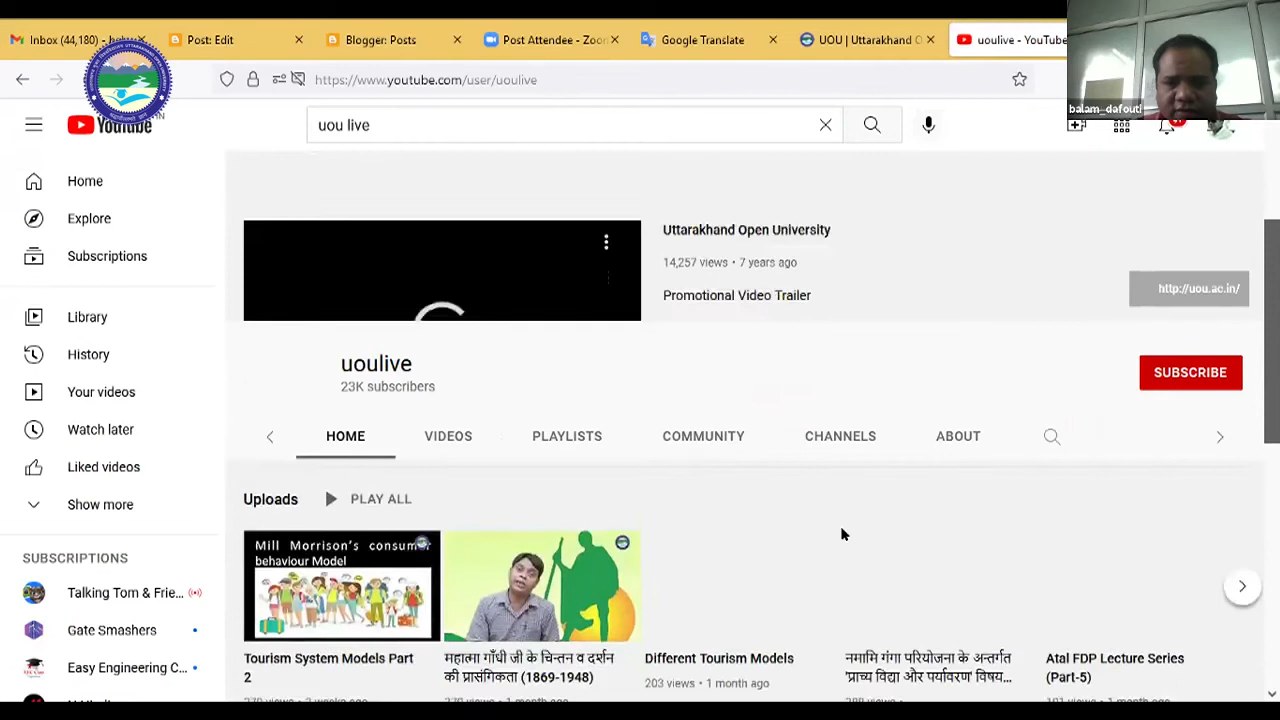 Inbox (44,180)
Post: Edit
Blogger: Posts
Post Attendee - Zoom
Google Translate
UOU | Uttarakhand O
uoulive - YouTube
https://www.youtube.com/user/uoulive
balam_dafouti
YouTube
uou live
Home
Explore
Subscriptions
Library
History
Your videos
Watch later
Liked videos
Show more
SUBSCRIPTIONS
Talking Tom & Frie...
Gate Smashers
Easy Engineering C...
Uttarakhand Open University
14,257 views • 7 years ago
Promotional Video Trailer
http://uou.ac.in/
uoulive
23K subscribers
SUBSCRIBE
HOME
VIDEOS
PLAYLISTS
COMMUNITY
CHANNELS
ABOUT
Uploads
PLAY ALL
Mill Morrison's consumer
behaviour Model
Tourism System Models Part
2
महात्मा गाँधी जी के चिन्तन व दर्शन
की प्रासंगिकता (1869-1948)
Different Tourism Models
203 views • 1 month ago
नमामि गंगा परियोजना के अन्तर्गत
'प्राच्य विद्या और पर्यावरण' विषय...
Atal FDP Lecture Series
(Part-5)